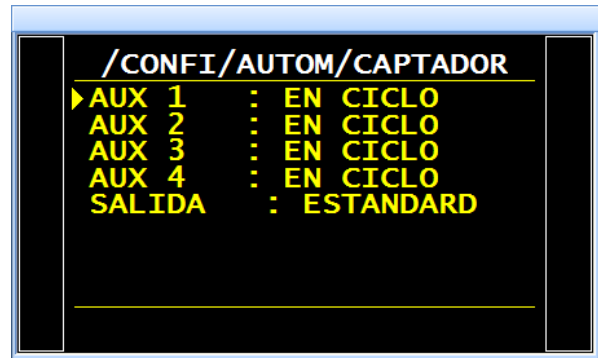 /CONFI/AUTOM/CAPTADOR
AUX 1 : EN CICLO
AUX 2 : EN CICLO
AUX 3 : EN CICLO
AUX 4 : EN CICLO
SALIDA : ESTANDARD